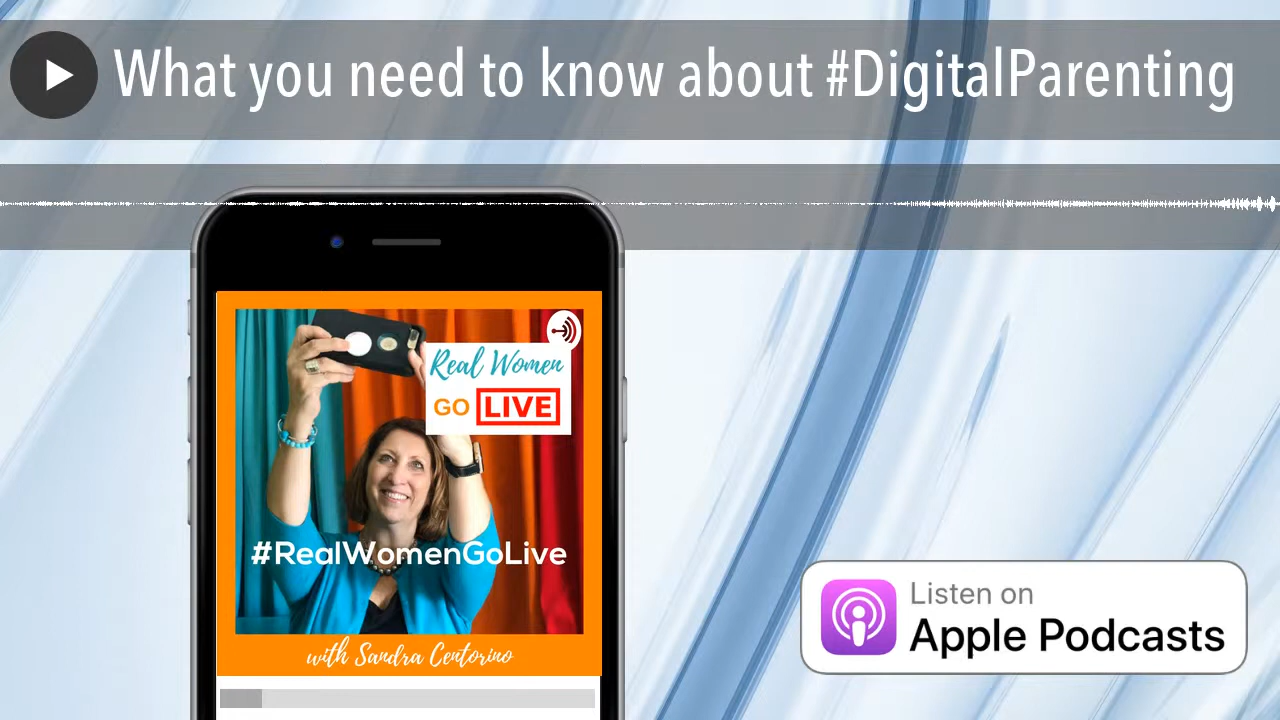 What you need to know about #DigitalParenting
Real Women
GO LIVE
#RealWomenGoLive
with Sandra Centorino
Listen on
Apple Podcasts